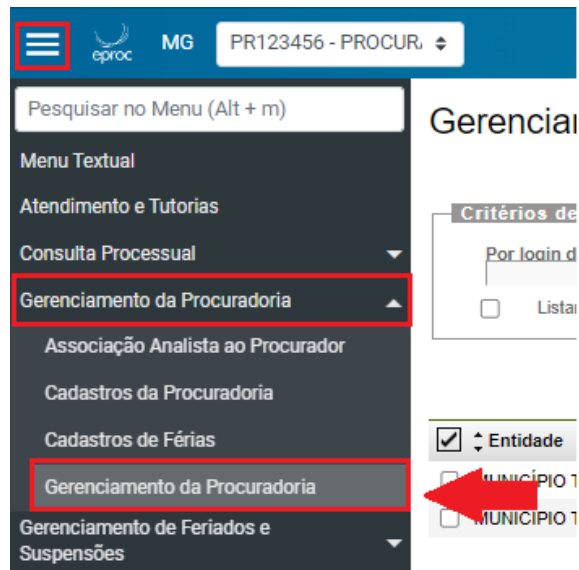 eproc MG PR123456 - PROCUR
Pesquisar no Menu (Alt + m)
Gerenciar
Menu Textual
Atendimento e Tutorias
Critérios de
Consulta Processual
Por login d
Gerenciamento da Procuradoria
Listar
Associação Analista ao Procurador
Cadastros da Procuradoria
Cadastros de Férias
Entidade
Gerenciamento da Procuradoria
MUNICÍPIO T
Gerenciamento de Feriados e
Suspensões
MUNICÍPIO T